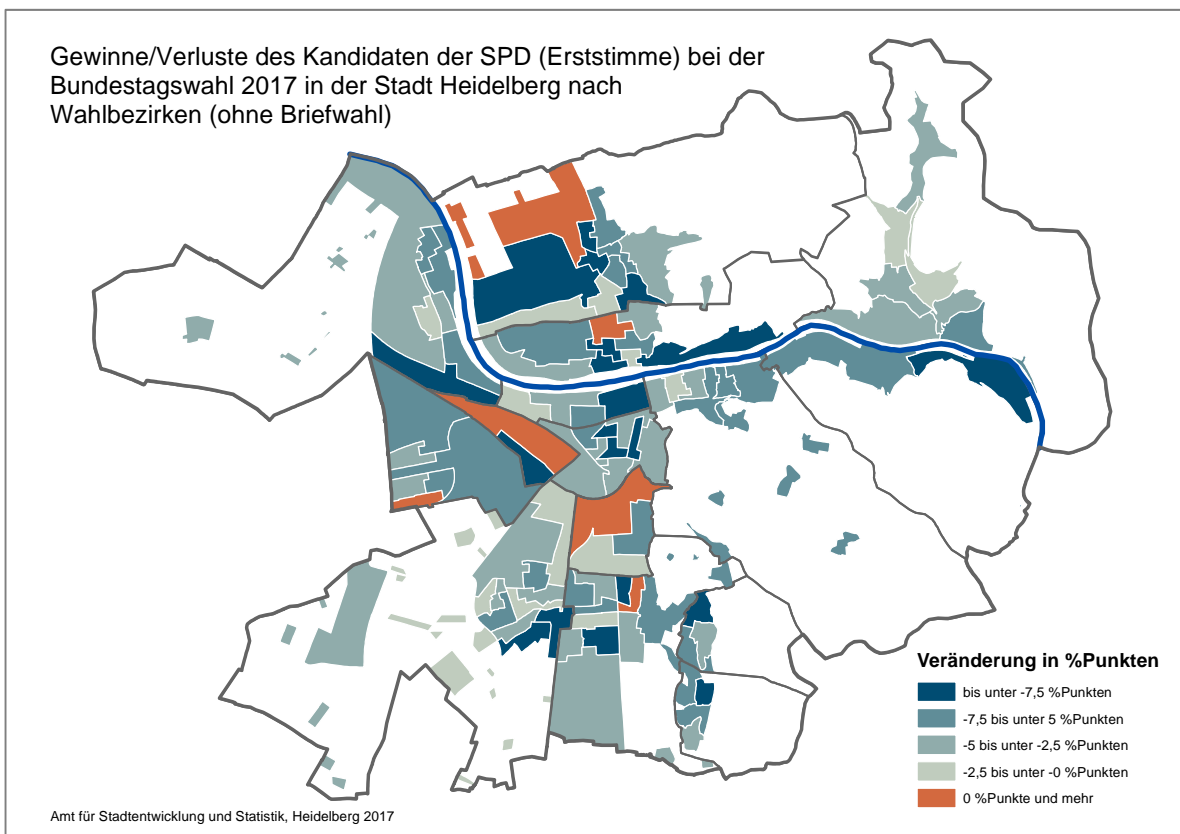 Gewinne/Verluste des Kandidaten der SPD (Erststimme) bei der
Bundestagswahl 2017 in der Stadt Heidelberg nach
Wahlbezirken (ohne Briefwahl)
Veränderung in %Punkten
bis unter -7,5 %Punkten
-7,5 bis unter 5 %Punkten
-5 bis unter -2,5 %Punkten
-2,5 bis unter -0 %Punkten
0 %Punkte und mehr
Amt für Stadtentwicklung und Statistik, Heidelberg 2017